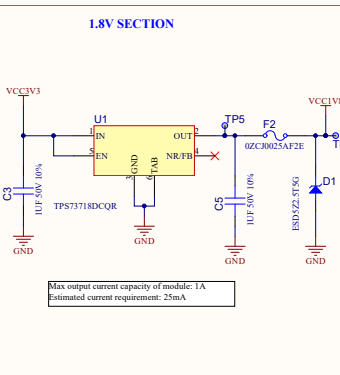 1.8V SECTION
VCC3V3
U1
TP5
F2
1
IN
OUT
2
5
EN
NR/FB
4
GND
TAB
3
6
0ZCJ0025AF2E
C3
1UF 50V 10%
TPS73718DCQR
C5
1UF 50V 10%
ESD5Z2.5T5G
D1
GND
GND
GND
GND
Max output current capacity of module: 1A
Estimated current requirement: 25mA